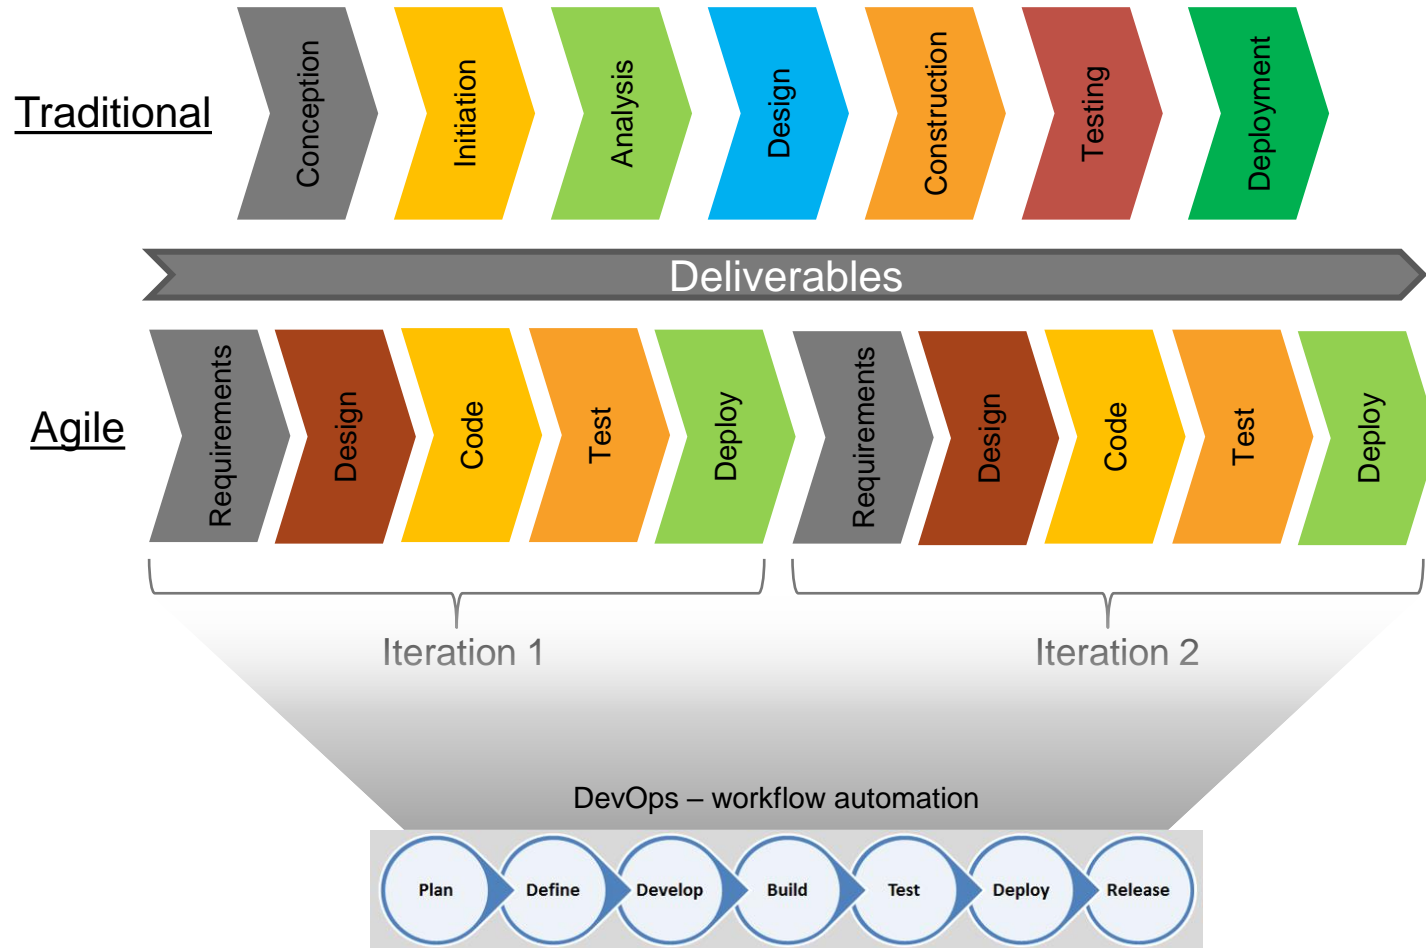 Traditional
Conception
Initiation
Analysis
Design
Construction
Testing
Deployment
Deliverables
Agile
Requirements
Design
Code
Test
Deploy
Requirements
Design
Code
Test
Deploy
Iteration 1
Iteration 2
DevOps – workflow automation
Plan
Define
Develop
Build
Test
Deploy
Release